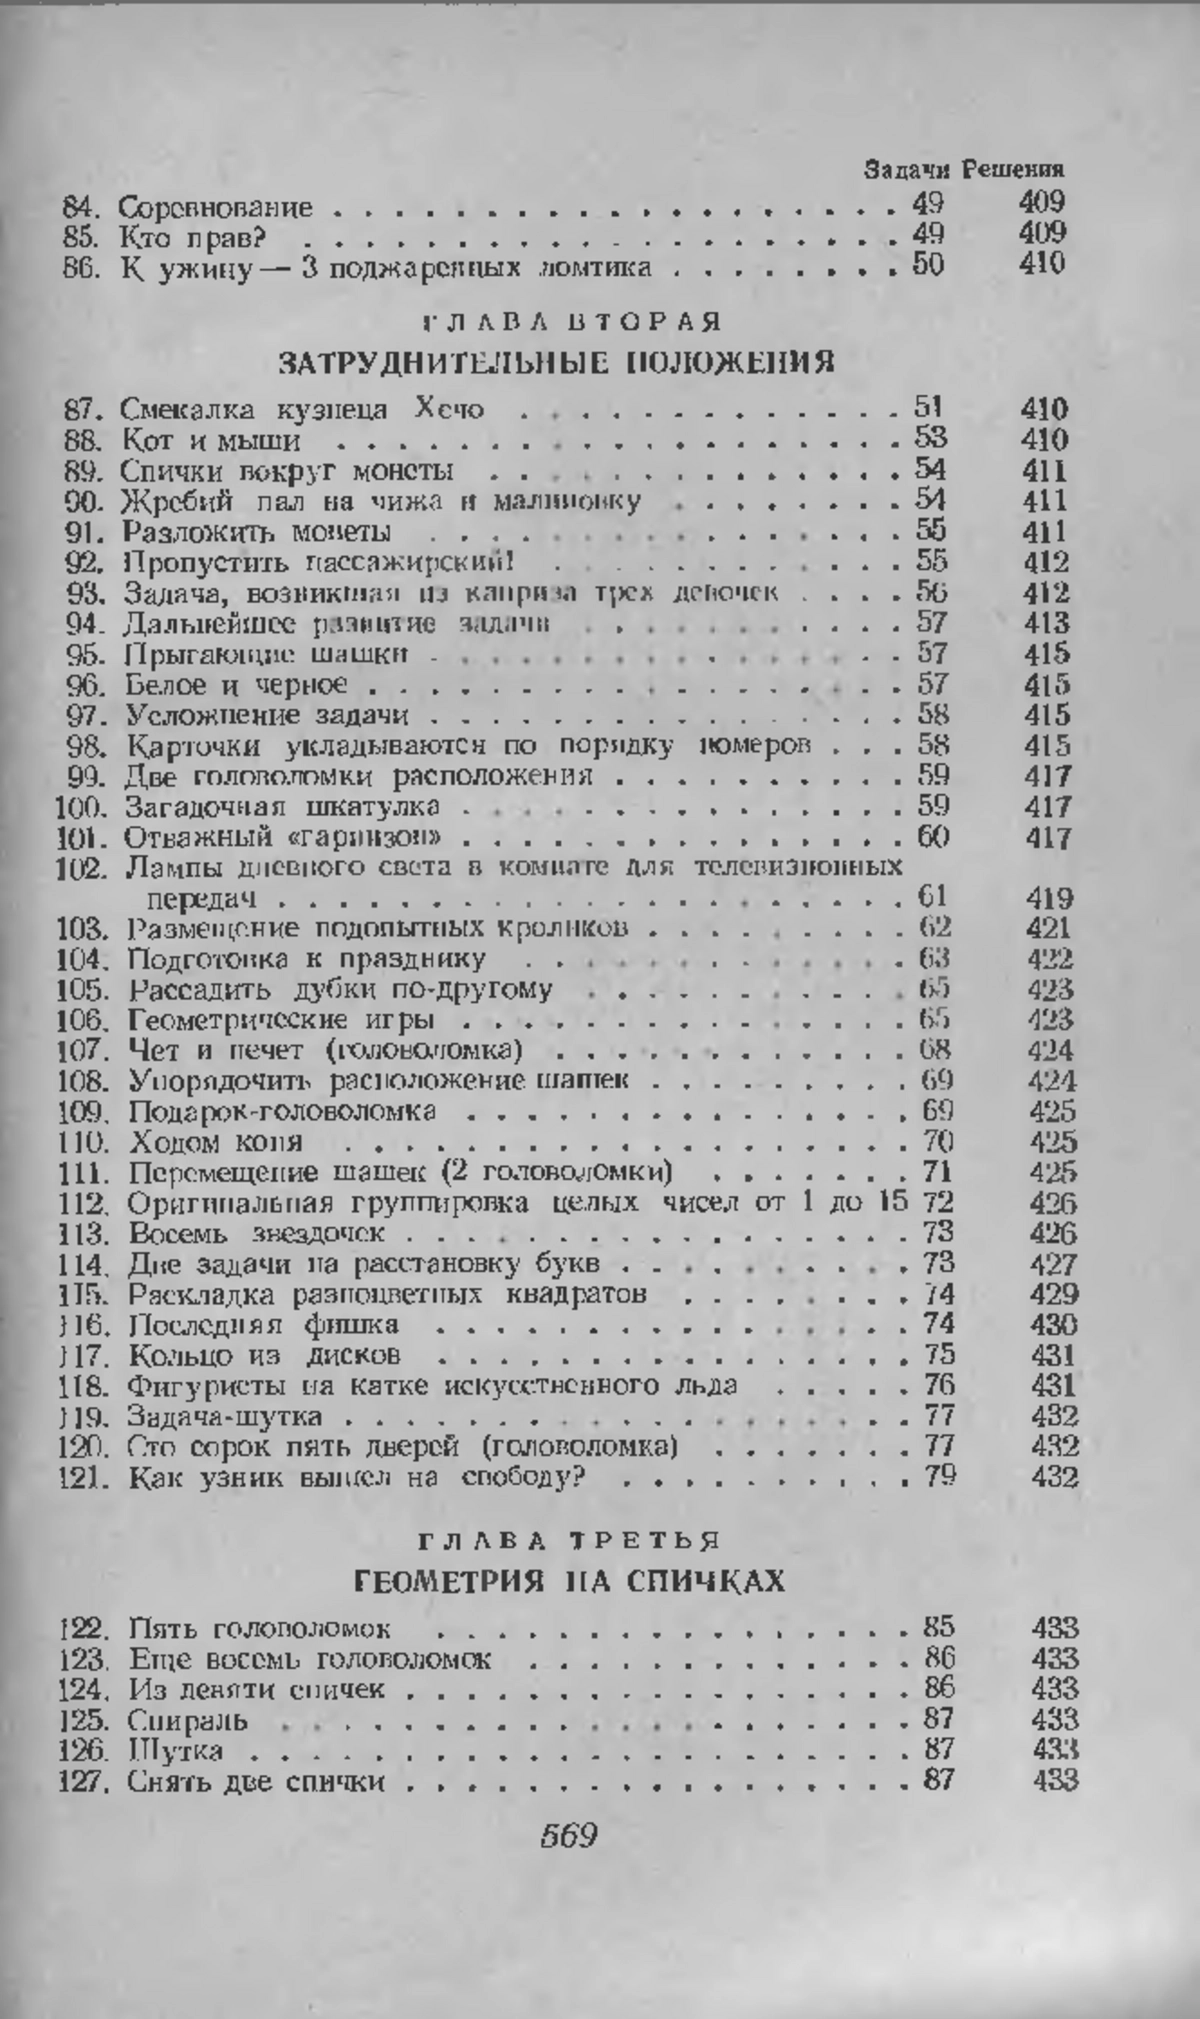 Задачи Решения
84. Соревнование . . . . . . . . . . . . . . . . . . . 49 409
85. Кто прав? . . . . . . . . . . . . . . . . . . . . 49 409
86. К ужину — 3 поджаренных ломтика . . . . . . . . 50 410
ГЛАВА ВТОРАЯ
ЗАТРУДНИТЕЛЬНЫЕ ПОЛОЖЕНИЯ
87. Смекалка кузнеца Хечо . . . . . . . . . . . . . 51 410
88. Кот и мыши . . . . . . . . . . . . . . . . . . . 53 410
89. Спички вокруг монеты . . . . . . . . . . . . . . 54 411
90. Жребий пал на чижа и малиновку . . . . . . . . 54 411
91. Разложить монеты . . . . . . . . . . . . . . . . 55 411
92. Пропустить пассажирский! . . . . . . . . . . . . 55 412
93. Задача, возникшая из каприза трех девочек . . . . 56 412
94. Дальнейшее развитие задачи . . . . . . . . . . . 57 413
95. Прыгающие шашки . . . . . . . . . . . . . . . . 57 415
96. Белое и черное . . . . . . . . . . . . . . . . . . 57 415
97. Усложнение задачи . . . . . . . . . . . . . . . . 58 415
98. Карточки укладываются по порядку номеров . . . 58 415
99. Две головоломки расположения . . . . . . . . . . 59 417
100. Загадочная шкатулка . . . . . . . . . . . . . . . 59 417
101. Отважный «гарнизон» . . . . . . . . . . . . . . . 60 417
102. Лампы дневного света в комнате для телевизионных
передач . . . . . . . . . . . . . . . . . . . . . 61 419
103. Размещение подопытных кроликов . . . . . . . . . 62 421
104. Подготовка к празднику . . . . . . . . . . . . . 63 422
105. Рассадить дубки по-другому . . . . . . . . . . . 65 423
106. Геометрические игры . . . . . . . . . . . . . . . 65 423
107. Чет и нечет (головоломка) . . . . . . . . . . . . 68 424
108. Упорядочить расположение шашек . . . . . . . . . 69 424
109. Подарок-головоломка . . . . . . . . . . . . . . . 69 425
110. Ходом коня . . . . . . . . . . . . . . . . . . . 70 425
111. Перемещение шашек (2 головоломки) . . . . . . . 71 425
112. Оригинальная группировка целых чисел от 1 до 15 72 426
113. Восемь звездочек . . . . . . . . . . . . . . . . . 73 426
114. Две задачи на расстановку букв . . . . . . . . . . 73 427
115. Раскладка разноцветных квадратов . . . . . . . . 74 429
116. Последняя фишка . . . . . . . . . . . . . . . . 74 430
117. Кольцо из дисков . . . . . . . . . . . . . . . . 75 431
118. Фигуристы на катке искусственного льда . . . . . 76 431
119. Задача-шутка . . . . . . . . . . . . . . . . . . . 77 432
120. Сто сорок пять дверей (головоломка) . . . . . . . 77 432
121. Как узник вышел на свободу? . . . . . . . . . . 79 432
ГЛАВА ТРЕТЬЯ
ГЕОМЕТРИЯ НА СПИЧКАХ
122. Пять головоломок . . . . . . . . . . . . . . . . 85 433
123. Еще восемь головоломок . . . . . . . . . . . . . 86 433
124. Из девяти спичек . . . . . . . . . . . . . . . . . 86 433
125. Спираль . . . . . . . . . . . . . . . . . . . . . 87 433
126. Шутка . . . . . . . . . . . . . . . . . . . . . . 87 433
127. Снять две спички . . . . . . . . . . . . . . . . . 87 433
569